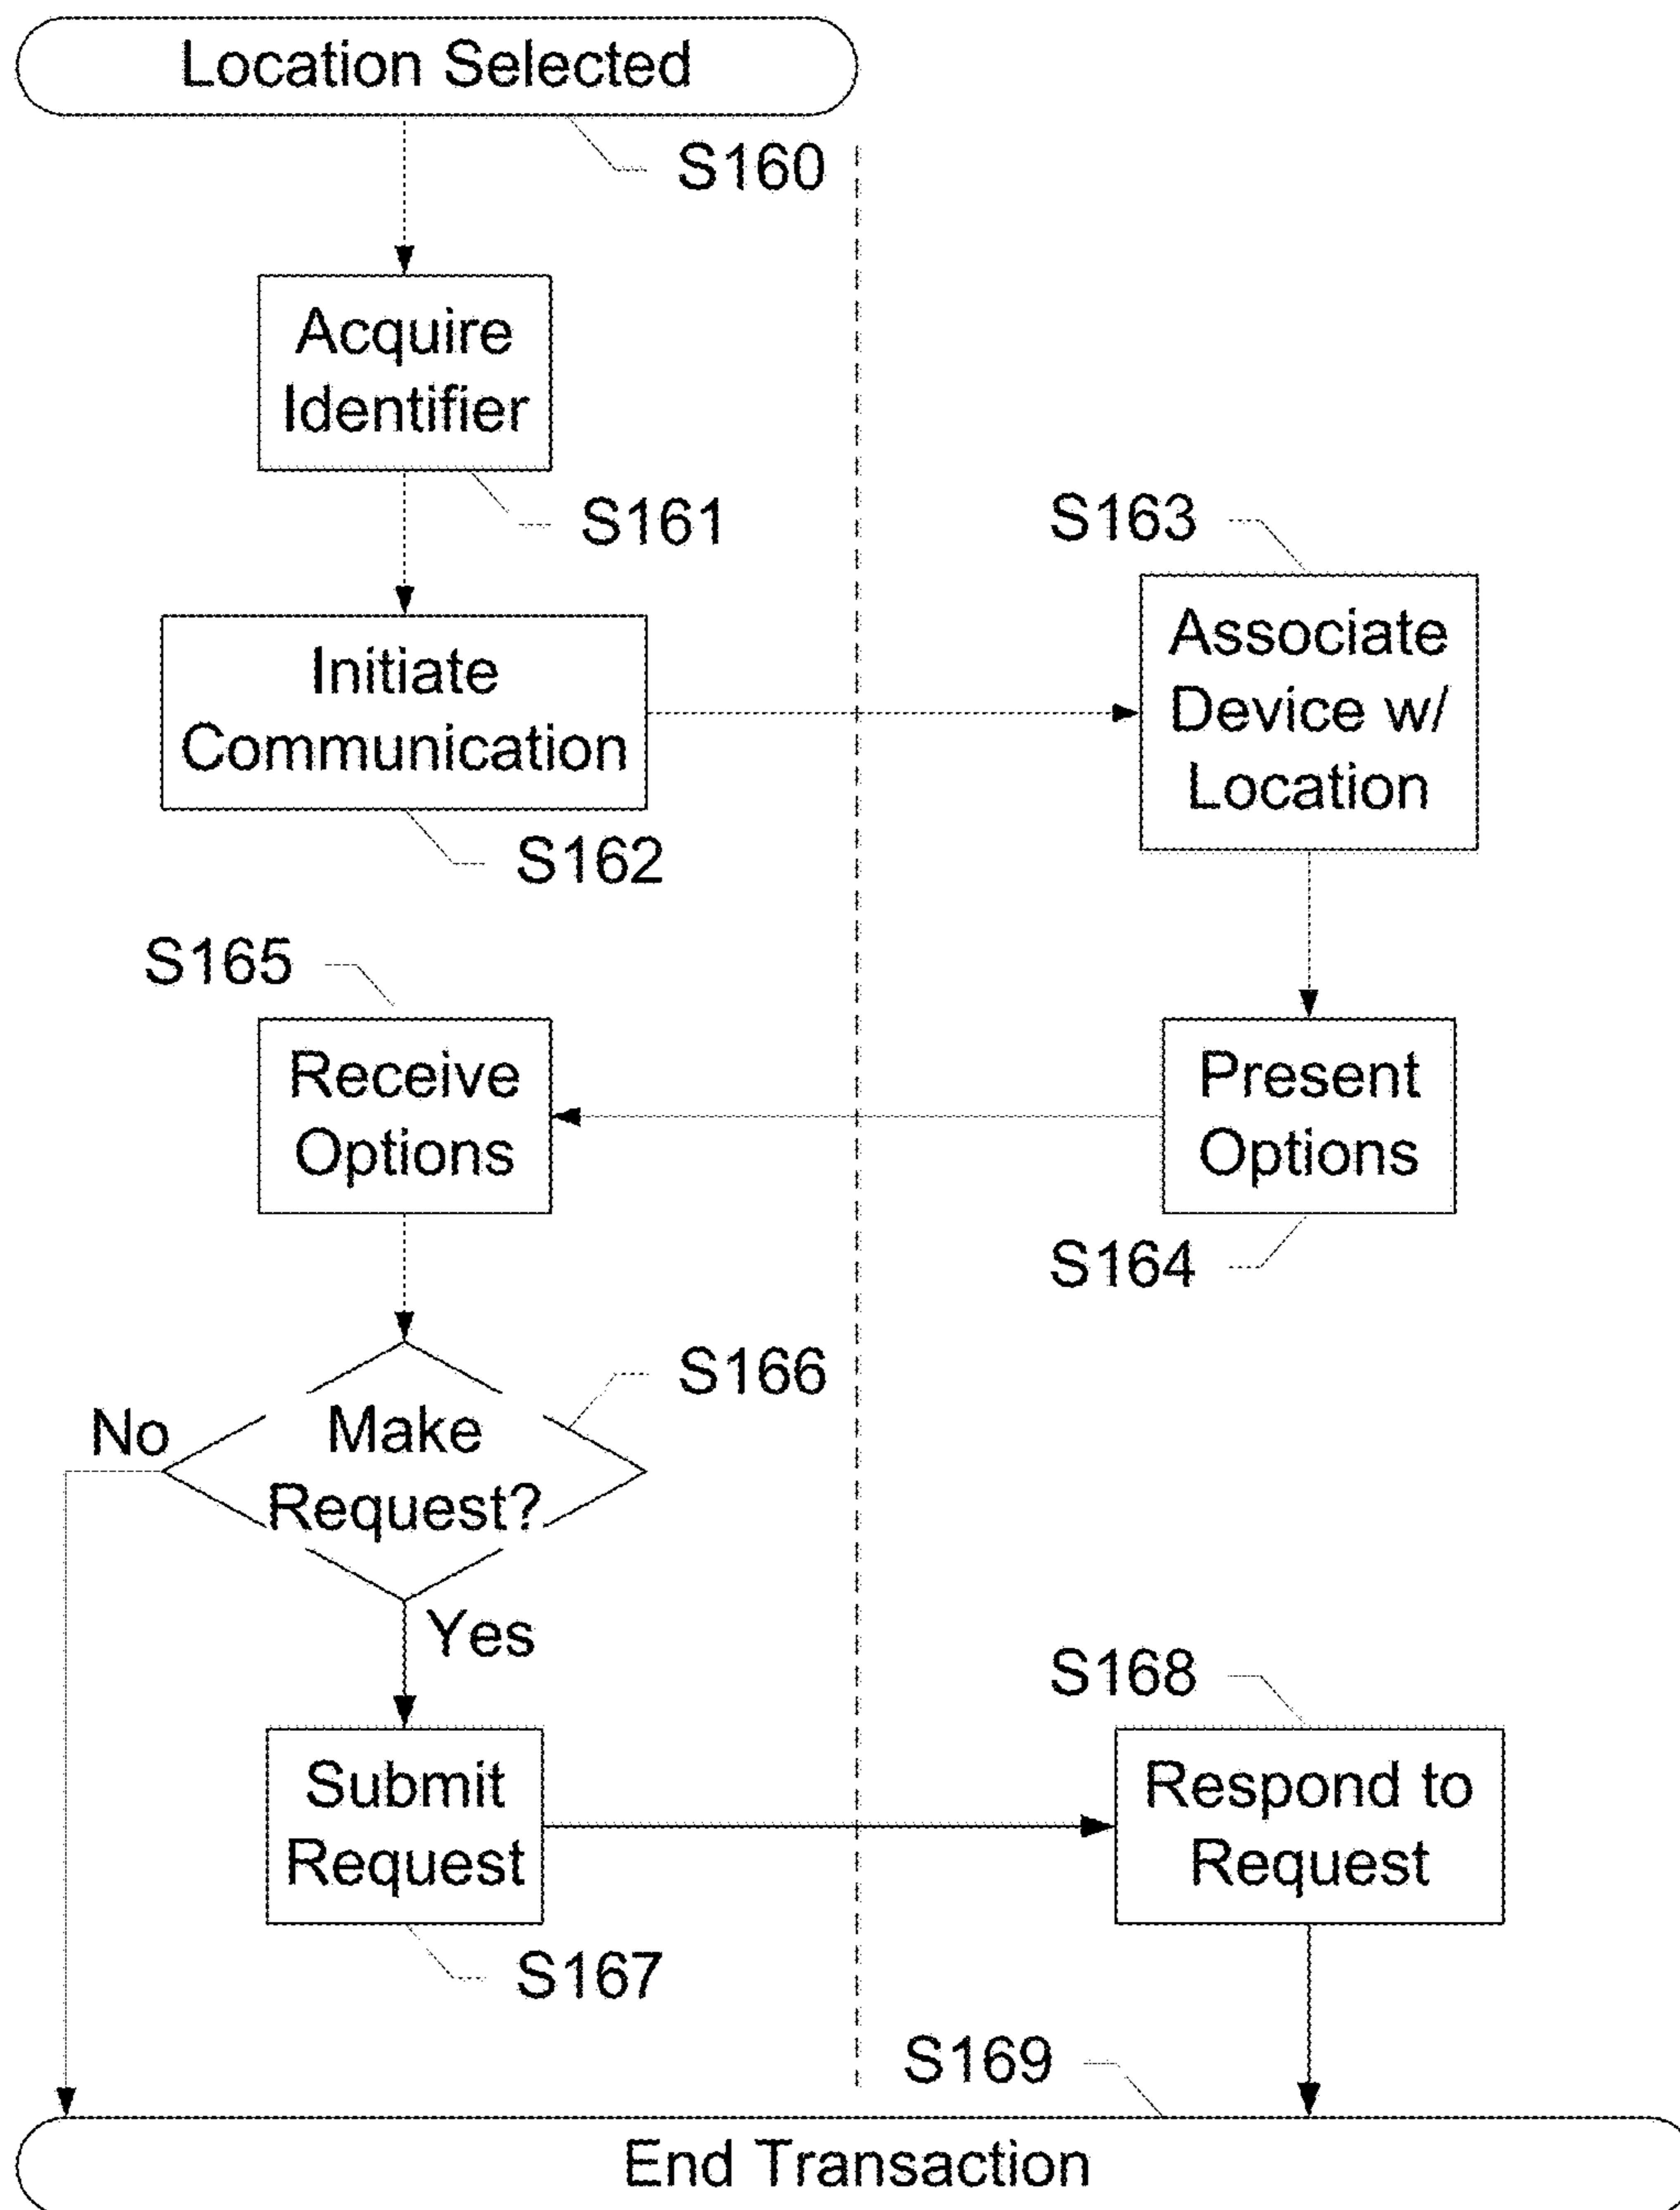 Location Selected
S160
Acquire
Identifier
S161
S163
Initiate
Communication
S162
Associate
Device w/
Location
S165
Receive
Options
Present
Options
S164
S166
Make
Request?
No
Yes
S168
Submit
Request
S167
Respond to
Request
S169
End Transaction